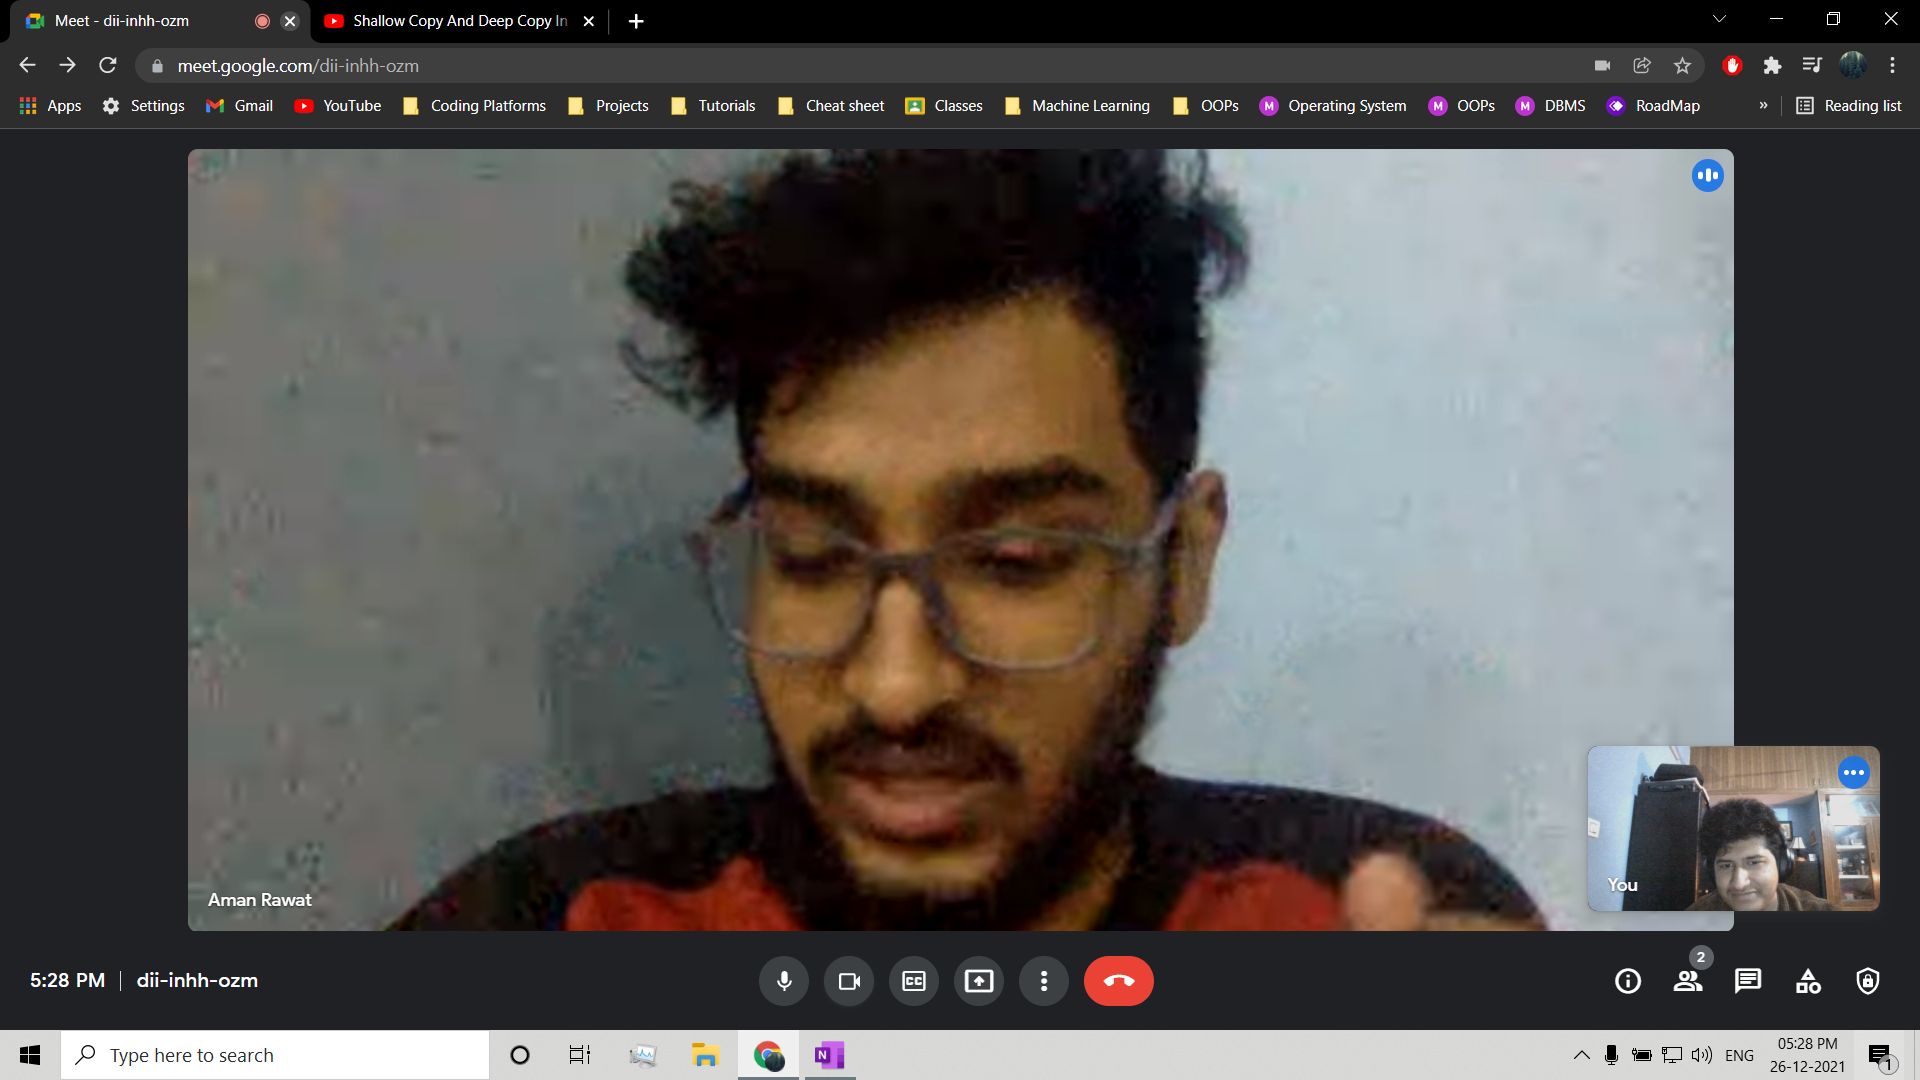 Meet - dii-inhh-ozm
Shallow Copy And Deep Copy In
meet.google.com/dii-inhh-ozm
Apps Settings Gmail YouTube Coding Platforms Projects Tutorials Cheat sheet Classes Machine Learning OOPs M Operating System M OOPs M DBMS RoadMap » Reading list
Aman Rawat
You
5:28 PM | dii-inhh-ozm
CC
2
Type here to search
N
ENG
05:28 PM
26-12-2021
1